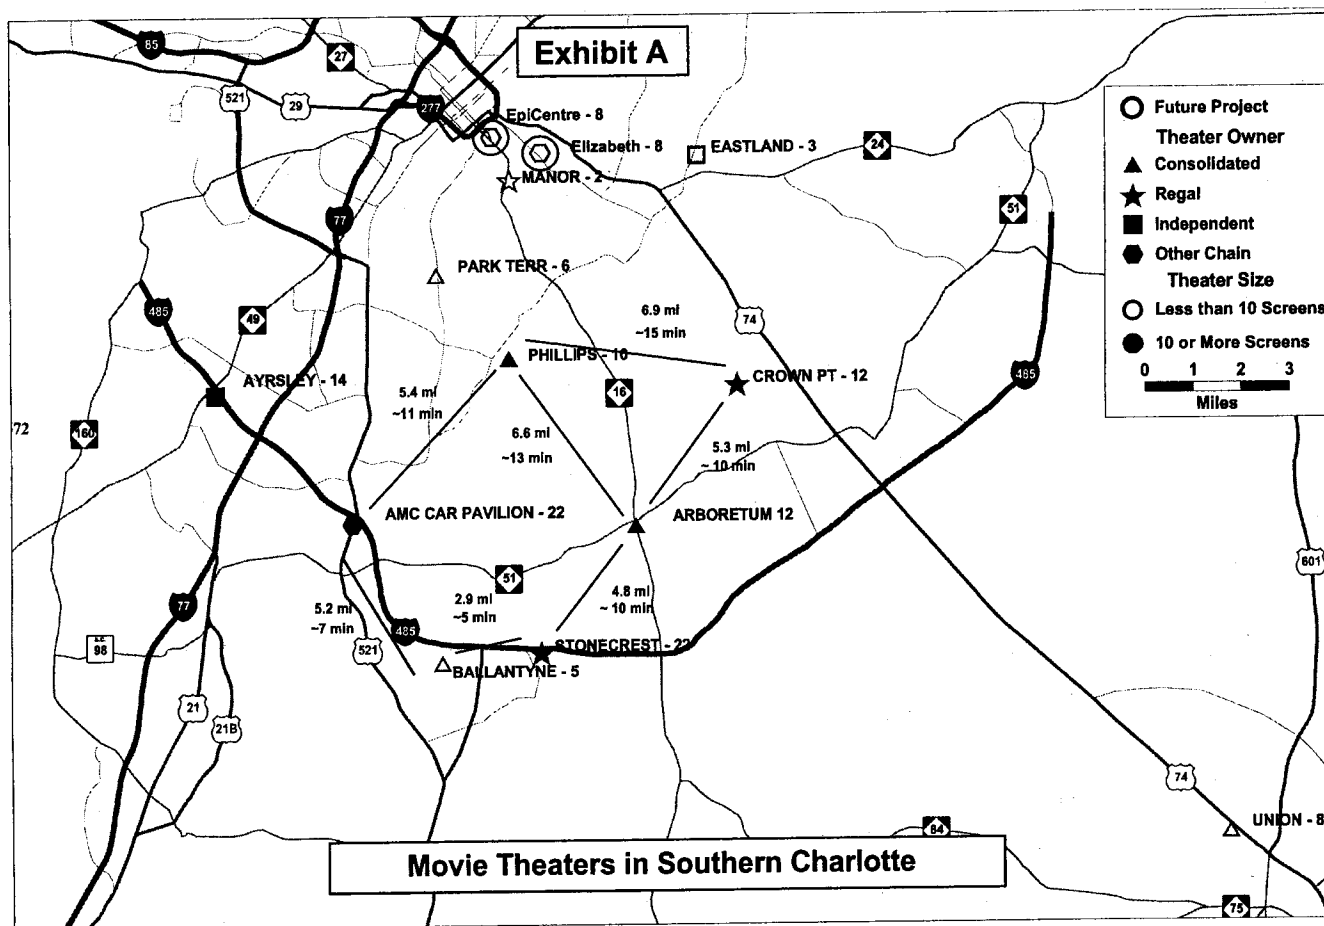 Exhibit A
85
27
521
29
277
EpiCentre - 8
Elizabeth - 8
EASTLAND - 3
24
MANOR - 2
51
77
PARK TERR - 6
485
49
6.9 mi
~15 min
74
PHILLIPS - 10
CROWN PT - 12
485
AYRSLEY - 14
5.4 mi
~11 min
16
72
160
6.6 mi
~13 min
5.3 mi
~ 10 min
AMC CAR PAVILION - 22
ARBORETUM 12
601
51
77
5.2 mi
~7 min
2.9 mi
~5 min
4.8 mi
~ 10 min
485
98
521
STONECREST - 22
BALLANTYNE - 5
21
21B
74
UNION - 8
84
75
Movie Theaters in Southern Charlotte
Future Project
Theater Owner
Consolidated
Regal
Independent
Other Chain
Theater Size
Less than 10 Screens
10 or More Screens
0 1 2 3
Miles